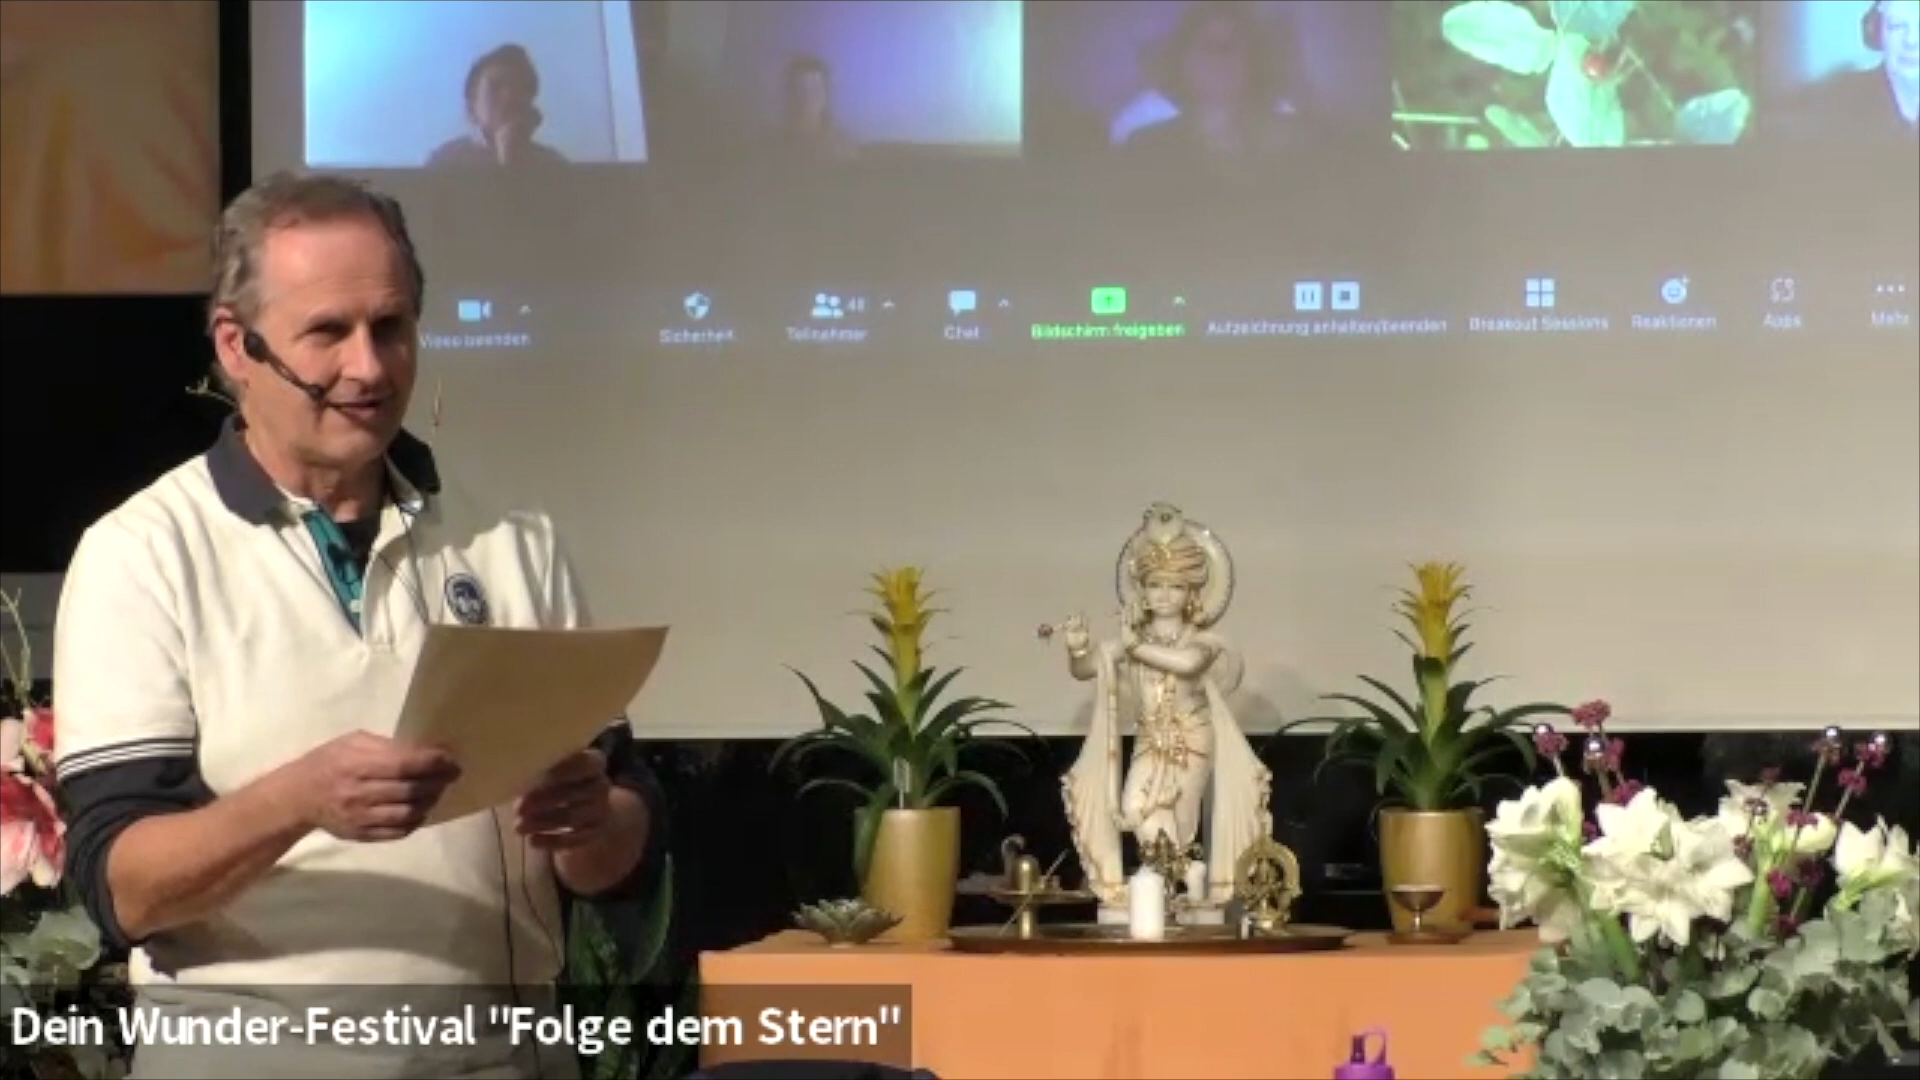 Video beenden
Sicherheit
48
Teilnehmer
Chat
Bildschirm freigeben
Aufzeichnung anhalten/beenden
Breakout Sessions
Reaktionen
Apps
Mehr
Dein Wunder-Festival "Folge dem Stern"